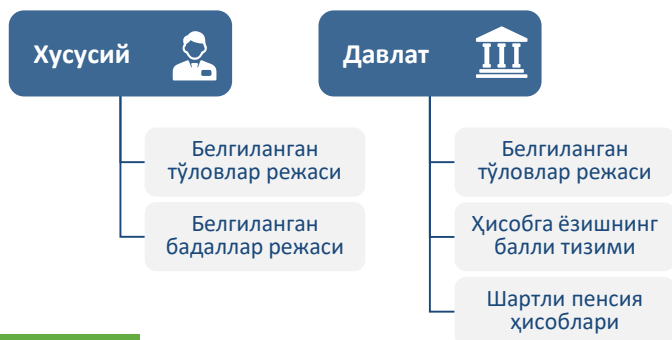 Хусусий
Белгиланган
тўловлар режаси
Белгиланган
бадаллар режаси
Давлат
Белгиланган
тўловлар режаси
Ҳисобга ёзишнинг
балли тизими
Шартли пенсия
ҳисоблари